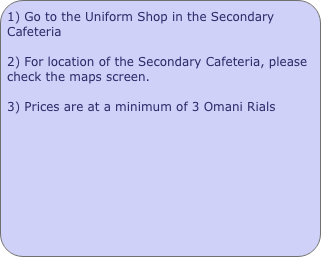 1) Go to the Uniform Shop in the Secondary
Cafeteria
2) For location of the Secondary Cafeteria, please
check the maps screen.
3) Prices are at a minimum of 3 Omani Rials